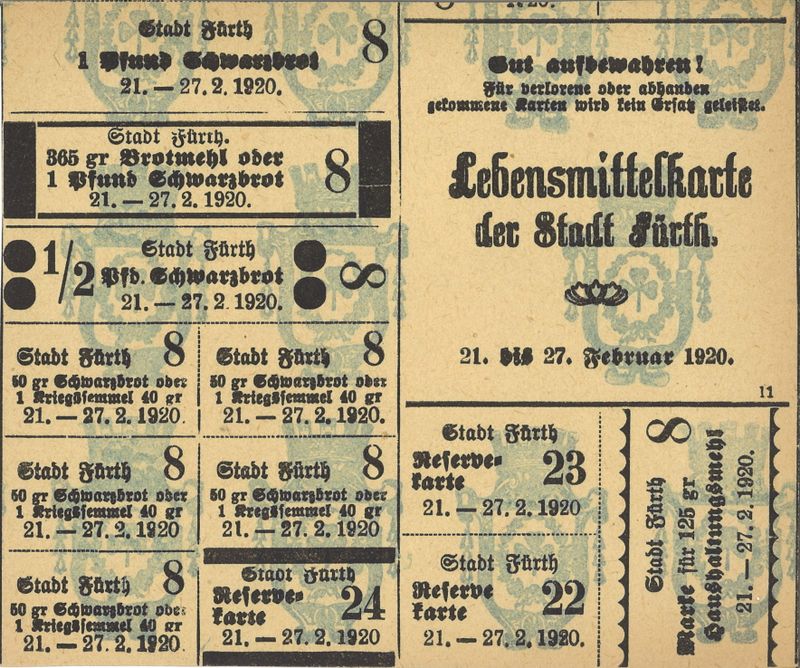 Stadt Fürth
1 Pfund Schwarzbrot
21. — 27. 2. 1920.
8
Stadt Fürth.
365 gr Brotmehl oder
1 Pfund Schwarzbrot
21. — 27. 2. 1920.
8
1/2
Stadt Fürth
Pfd. Schwarzbrot
21. — 27. 2. 1920.
8
Stadt Fürth 8
50 gr Schwarzbrot oder
1 Kriegssemmel 40 gr
21. — 27. 2. 1920.
Stadt Fürth 8
50 gr Schwarzbrot oder
1 Kriegssemmel 40 gr
21. — 27. 2. 1920
Stadt Fürth 8
50 gr Schwarzbrot oder
1 Kriegssemmel 40 gr
21. — 27. 2. 1920
Stadt Fürth 8
50 gr Schwarzbrot oder
1 Kregssemmel 40 gr
21. — 27. 2. 1920
Stadt Fürth 8
50 gr Schwarzbrot oder
1 Kriegssemmel 40 gr
21. — 27. 2. 1920.
Stadt Fürth
Reserve-
karte
24
21. — 27. 2. 1920.
8
1920.
Gut aufbewahren!
Für verlorene oder abhanden
gekommene Karten wird kein Ersatz geleistet.
Lebensmittelkarte
der Stadt Fürth.
21. bis 27. Februar 1920.
11
Stadt Fürth
Reserve-
karte
23
21. — 27. 2. 1920
Stadt Fürth
Reserve
karte
22
21. — 27. 2. 1920.
8
Stadt Fürth
Marke für 125 gr
Haushaltungsmehl
21. — 27. 2. 1920.